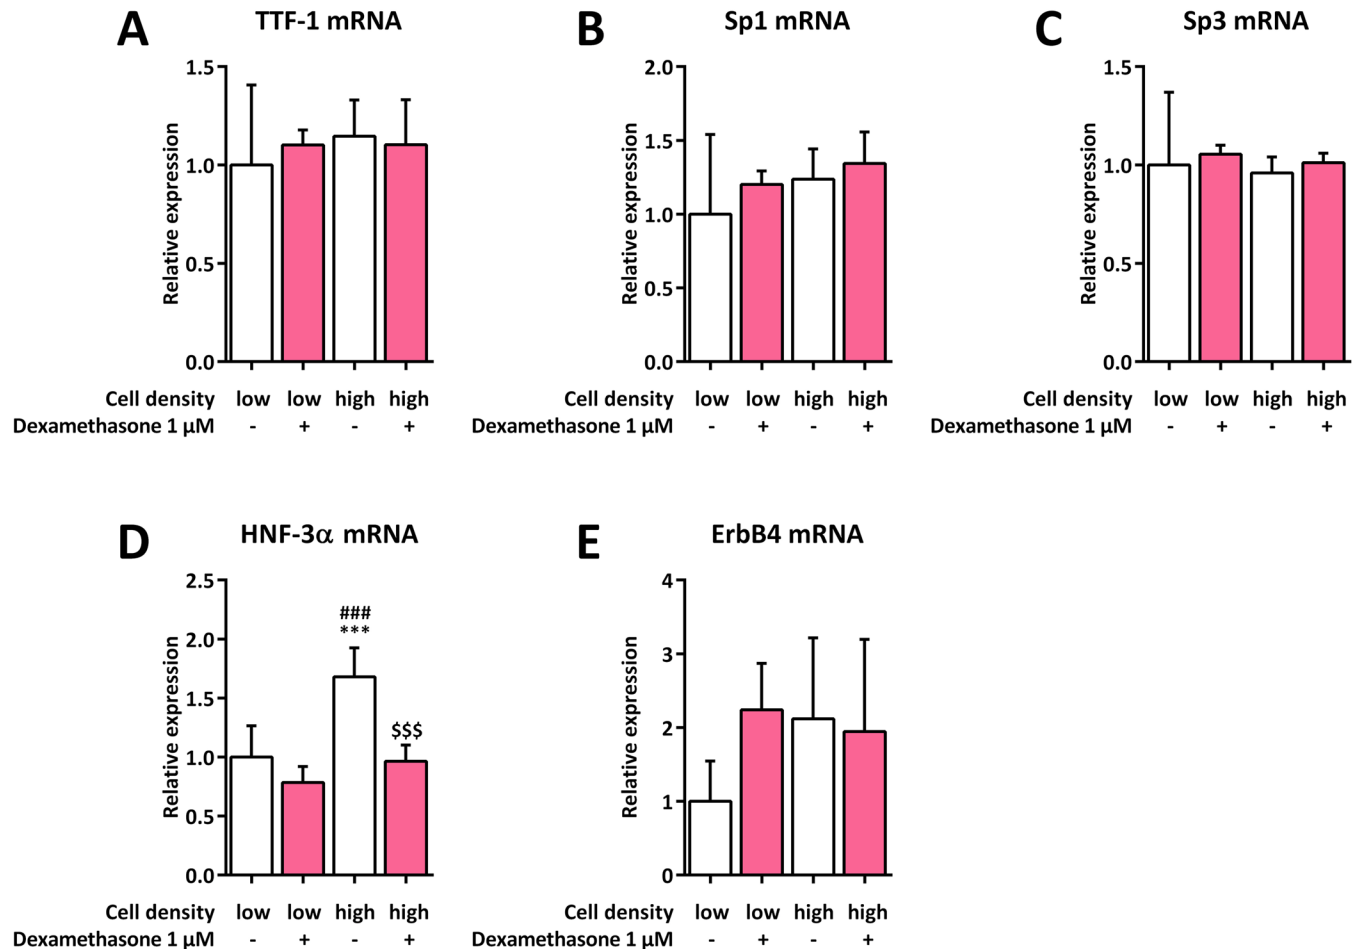 A TTF-1 mRNA
Relative expression
1.5
1.0
0.5
0.0
Cell density low low high high
Dexamethasone 1 µM - + - +
B Sp1 mRNA
Relative expression
2.0
1.5
1.0
0.5
0.0
Cell density low low high high
Dexamethasone 1 µM - + - +
C Sp3 mRNA
Relative expression
1.5
1.0
0.5
0.0
Cell density low low high high
Dexamethasone 1 µM - + - +
D HNF-3α mRNA
Relative expression
2.5
2.0
1.5
1.0
0.5
0.0
###
***
$$$
Cell density low low high high
Dexamethasone 1 µM - + - +
E ErbB4 mRNA
Relative expression
4
3
2
1
0
Cell density low low high high
Dexamethasone 1 µM - + - +